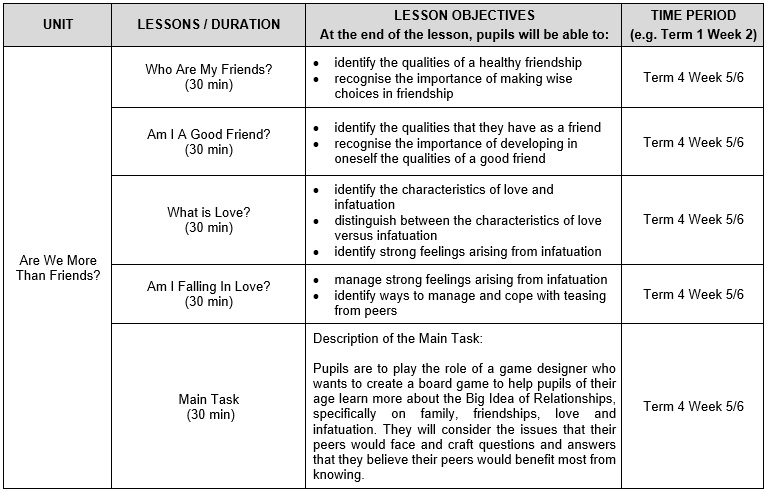 UNIT
LESSONS / DURATION
LESSON OBJECTIVES
At the end of the lesson, pupils will be able to:
TIME PERIOD
(e.g. Term 1 Week 2)
Are We More
Than Friends?
Who Are My Friends?
(30 min)
• identify the qualities of a healthy friendship
• recognise the importance of making wise
choices in friendship
Term 4 Week 5/6
Am I A Good Friend?
(30 min)
• identify the qualities that they have as a friend
• recognise the importance of developing in
oneself the qualities of a good friend
Term 4 Week 5/6
What is Love?
(30 min)
• identify the characteristics of love and
infatuation
• distinguish between the characteristics of love
versus infatuation
• identify strong feelings arising from infatuation
Term 4 Week 5/6
Am I Falling In Love?
(30 min)
• manage strong feelings arising from infatuation
• identify ways to manage and cope with teasing
from peers
Term 4 Week 5/6
Main Task
(30 min)
Description of the Main Task:
Pupils are to play the role of a game designer who
wants to create a board game to help pupils of their
age learn more about the Big Idea of Relationships,
specifically on family, friendships, love and
infatuation. They will consider the issues that their
peers would face and craft questions and answers
that they believe their peers would benefit most from
knowing.
Term 4 Week 5/6